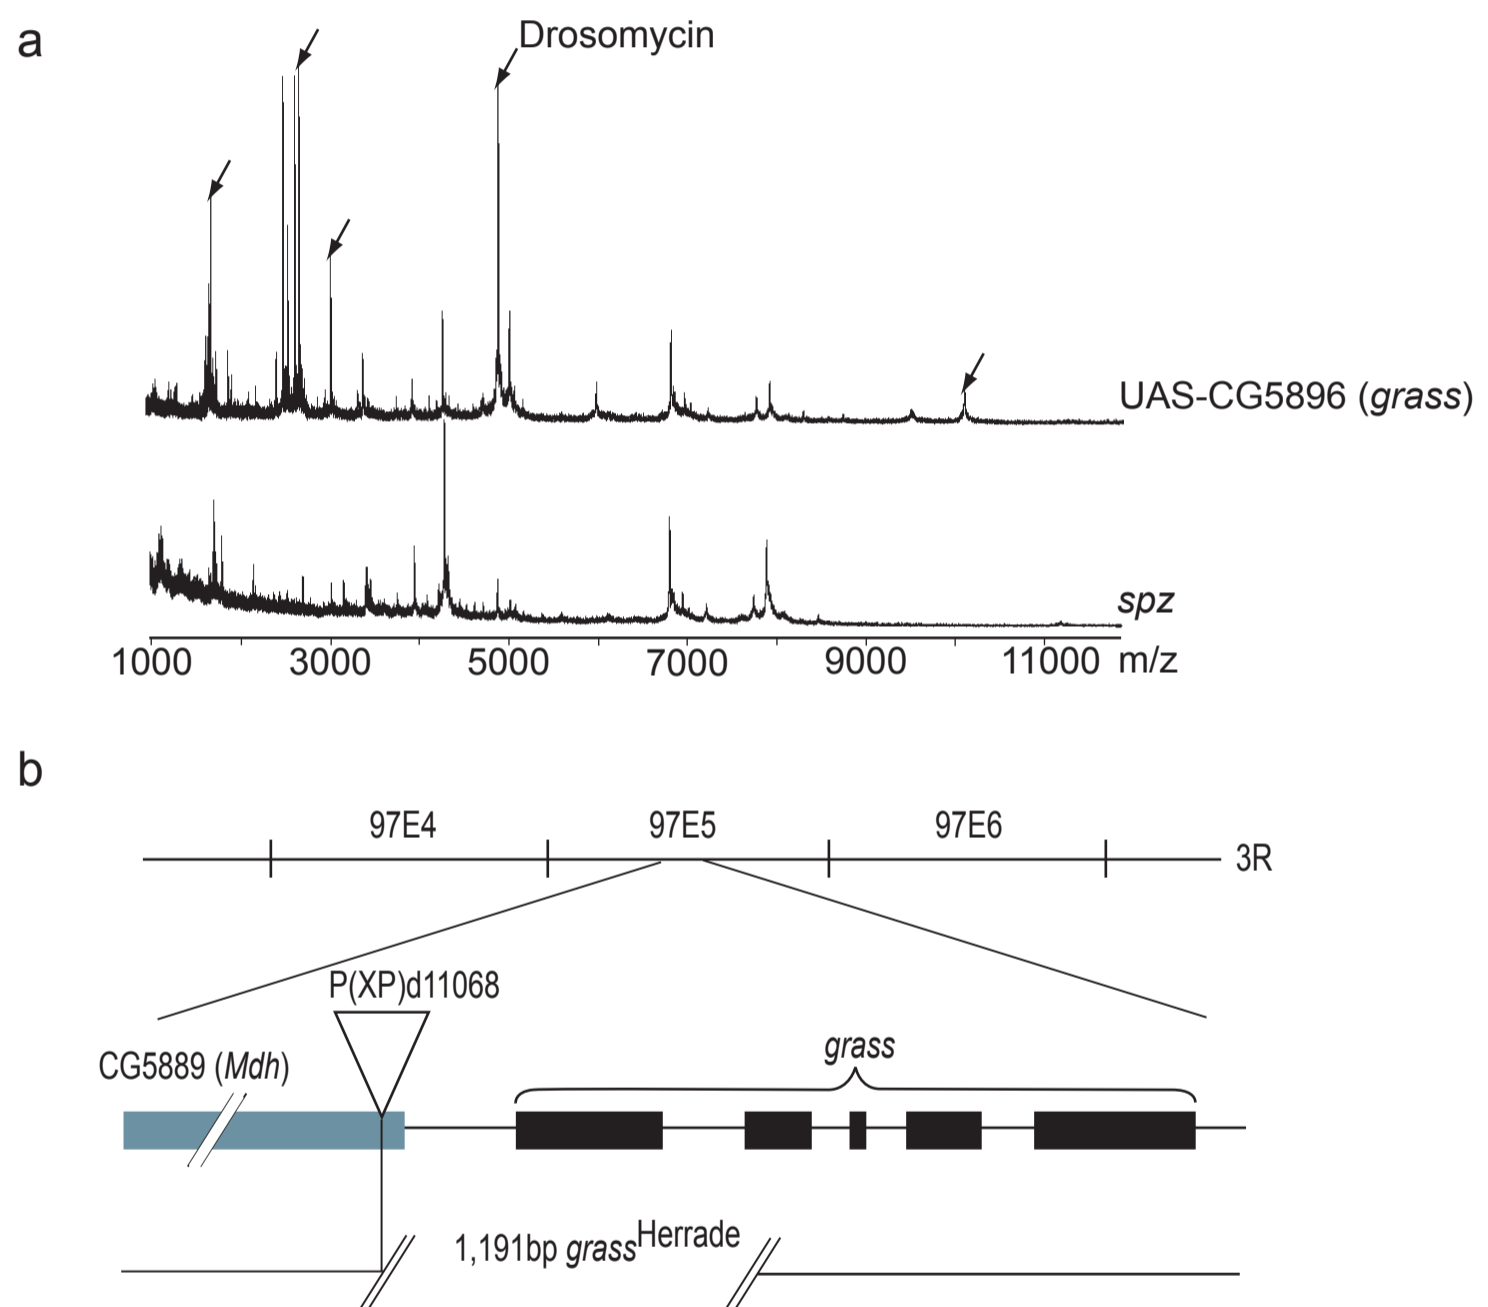 a
Drosomycin
UAS-CG5896 (grass)
spz
1000 3000 5000 7000 9000 11000 m/z
b
97E4 97E5 97E6
3R
P(XP)d11068
CG5889 (Mdh)
grass
1,191bp grassHerrade